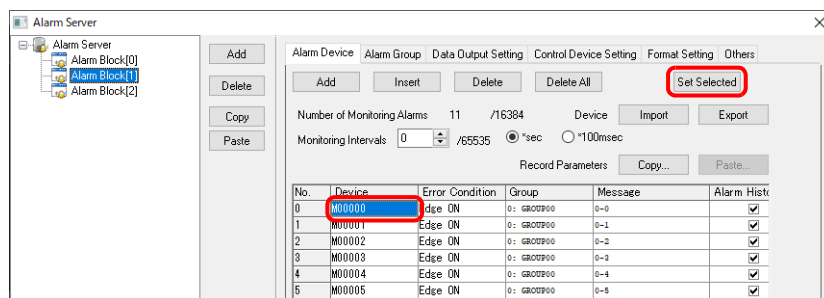 Alarm Server
Alarm Server
Alarm Block[0]
Alarm Block[1]
Alarm Block[2]
Add
Delete
Copy
Paste
Alarm Device Alarm Group Data Output Setting Control Device Setting Format Setting Others
Add Insert Delete Delete All Set Selected
Number of Monitoring Alarms 11 /16384 Device Import Export
Monitoring Intervals 0 /65535 *sec *100msec
Record Parameters Copy... Paste...
No. Device Error Condition Group Message Alarm Histo
0 M00000 Edge ON 0: GROUP00 0-0
1 M00001 Edge ON 0: GROUP00 0-1
2 M00002 Edge ON 0: GROUP00 0-2
3 M00003 Edge ON 0: GROUP00 0-3
4 M00004 Edge ON 0: GROUP00 0-4
5 M00005 Edge ON 0: GROUP00 0-5